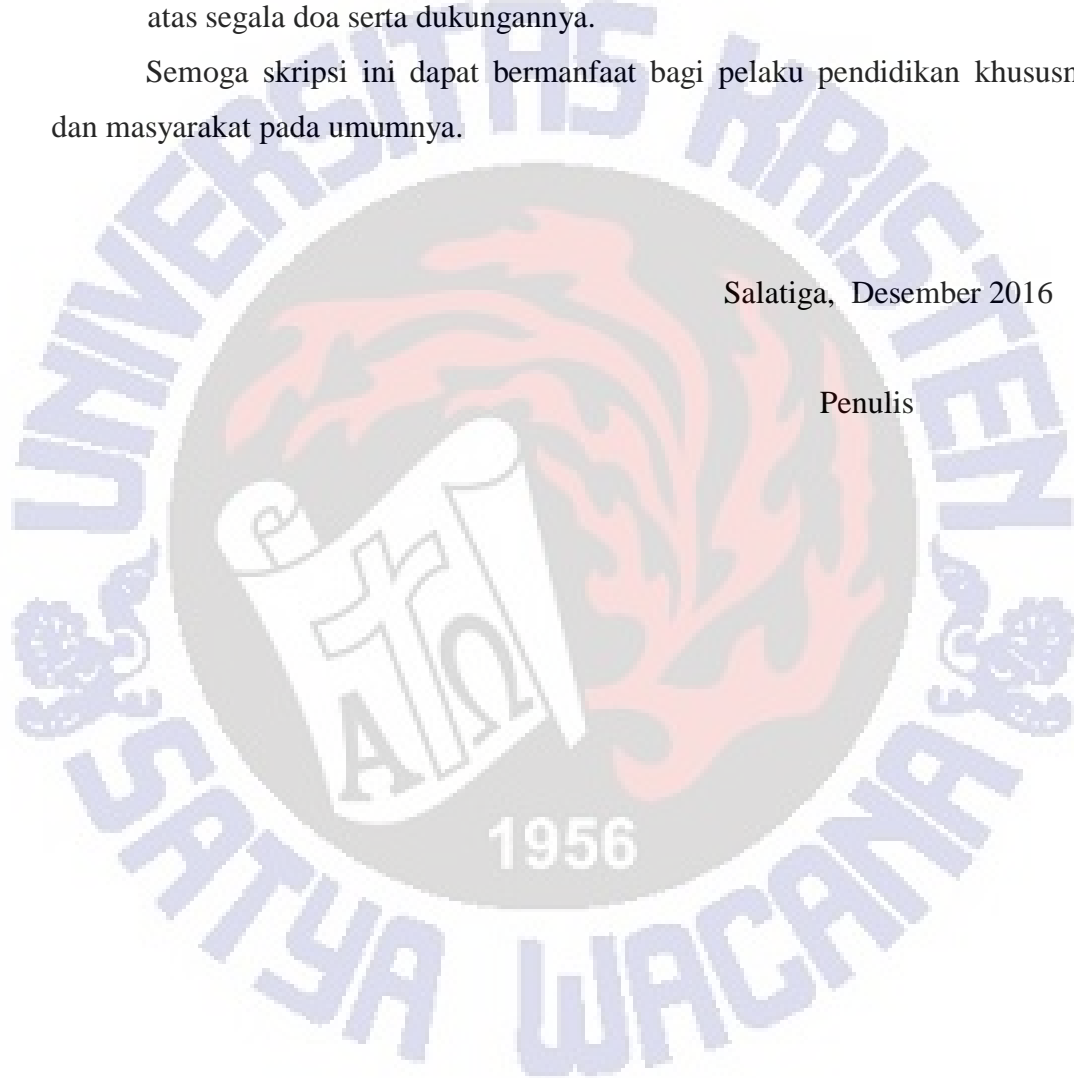 atas segala doa serta dukungannya.
Semoga skripsi ini dapat bermanfaat bagi pelaku pendidikan khususn
dan masyarakat pada umumnya.
Salatiga, Desember 2016
Penulis
UNIVERSITAS KRISTEN
SATYA WACANA
Α Ω
1956